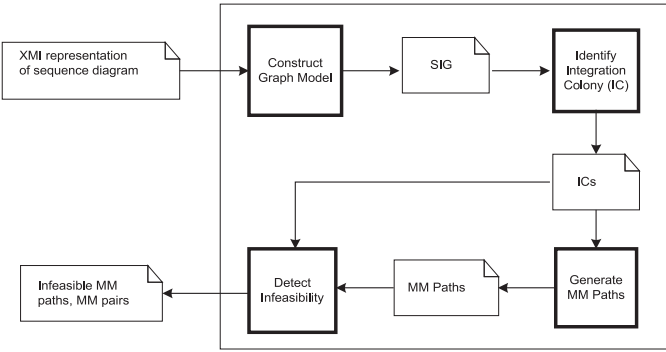 XMI representation
of sequence diagram
Construct
Graph Model
SIG
Identify
Integration
Colony (IC)
ICs
Infeasible MM
paths, MM pairs
Detect
Infeasibility
MM Paths
Generate
MM Paths